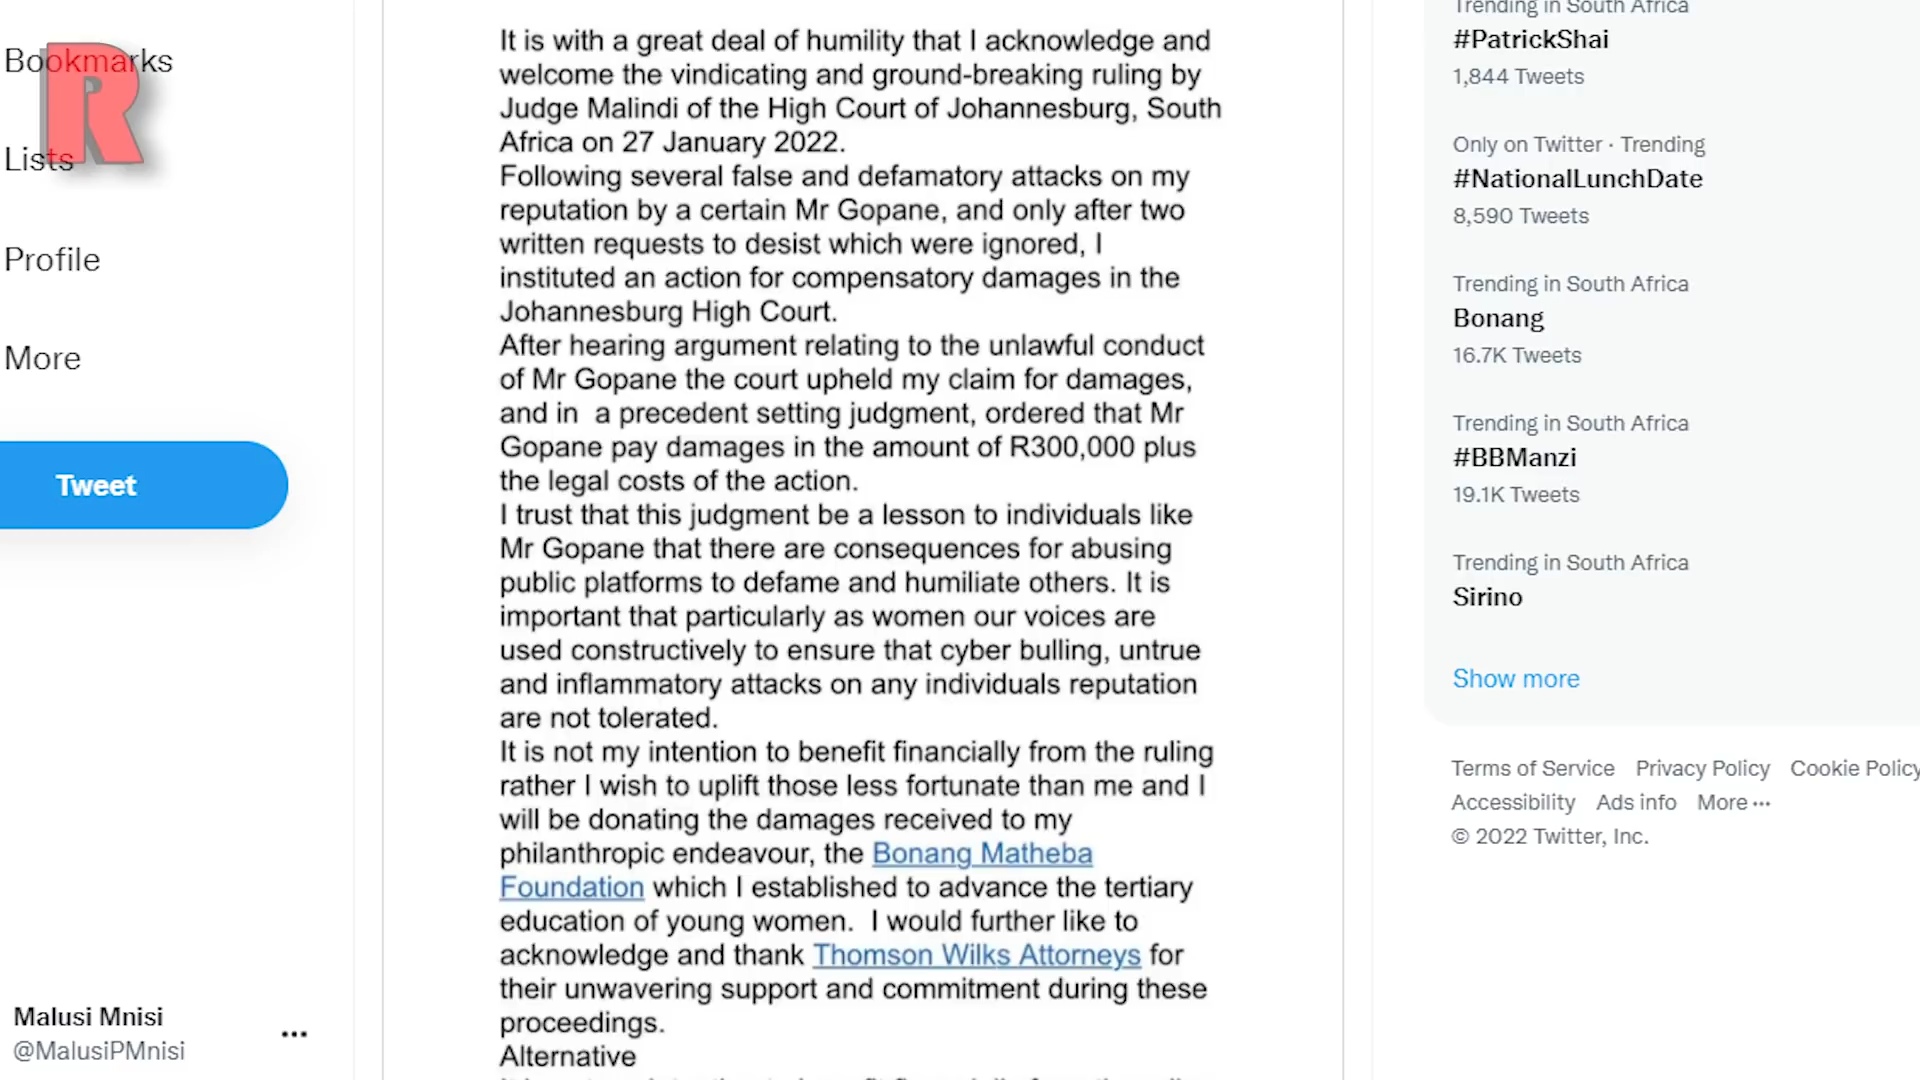 Bookmarks
R
Lists
Profile
More
Tweet
Malusi Mnisi
@MalusiPMnisi
It is with a great deal of humility that I acknowledge and
welcome the vindicating and ground-breaking ruling by
Judge Malindi of the High Court of Johannesburg, South
Africa on 27 January 2022.
Following several false and defamatory attacks on my
reputation by a certain Mr Gopane, and only after two
written requests to desist which were ignored, I
instituted an action for compensatory damages in the
Johannesburg High Court.
After hearing argument relating to the unlawful conduct
of Mr Gopane the court upheld my claim for damages,
and in  a precedent setting judgment, ordered that Mr
Gopane pay damages in the amount of R300,000 plus
the legal costs of the action.
I trust that this judgment be a lesson to individuals like
Mr Gopane that there are consequences for abusing
public platforms to defame and humiliate others. It is
important that particularly as women our voices are
used constructively to ensure that cyber bulling, untrue
and inflammatory attacks on any individuals reputation
are not tolerated.
It is not my intention to benefit financially from the ruling
rather I wish to uplift those less fortunate than me and I
will be donating the damages received to my
philanthropic endeavour, the Bonang Matheba
Foundation which I established to advance the tertiary
education of young women.  I would further like to
acknowledge and thank Thomson Wilks Attorneys for
their unwavering support and commitment during these
proceedings.
Alternative
Trending in South Africa
#PatrickShai
1,844 Tweets
Only on Twitter · Trending
#NationalLunchDate
8,590 Tweets
Trending in South Africa
Bonang
16.7K Tweets
Trending in South Africa
#BBManzi
19.1K Tweets
Trending in South Africa
Sirino
Show more
Terms of Service Privacy Policy Cookie Policy
Accessibility Ads info More ···
© 2022 Twitter, Inc.